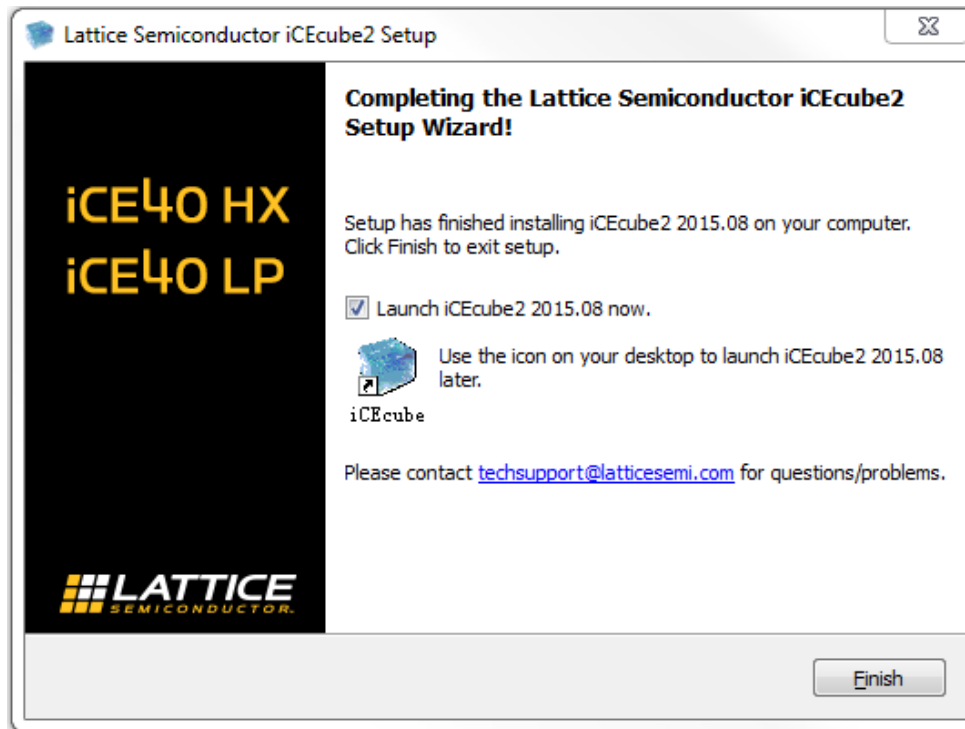 Lattice Semiconductor iCEcube2 Setup
Completing the Lattice Semiconductor iCEcube2
Setup Wizard!
iCE40 HX
iCE40 LP
Setup has finished installing iCEcube2 2015.08 on your computer.
Click Finish to exit setup.
Launch iCEcube2 2015.08 now.
Use the icon on your desktop to launch iCEcube2 2015.08
later.
iCEcube
Please contact techsupport@latticesemi.com for questions/problems.
LATTICE
SEMICONDUCTOR.
Finish